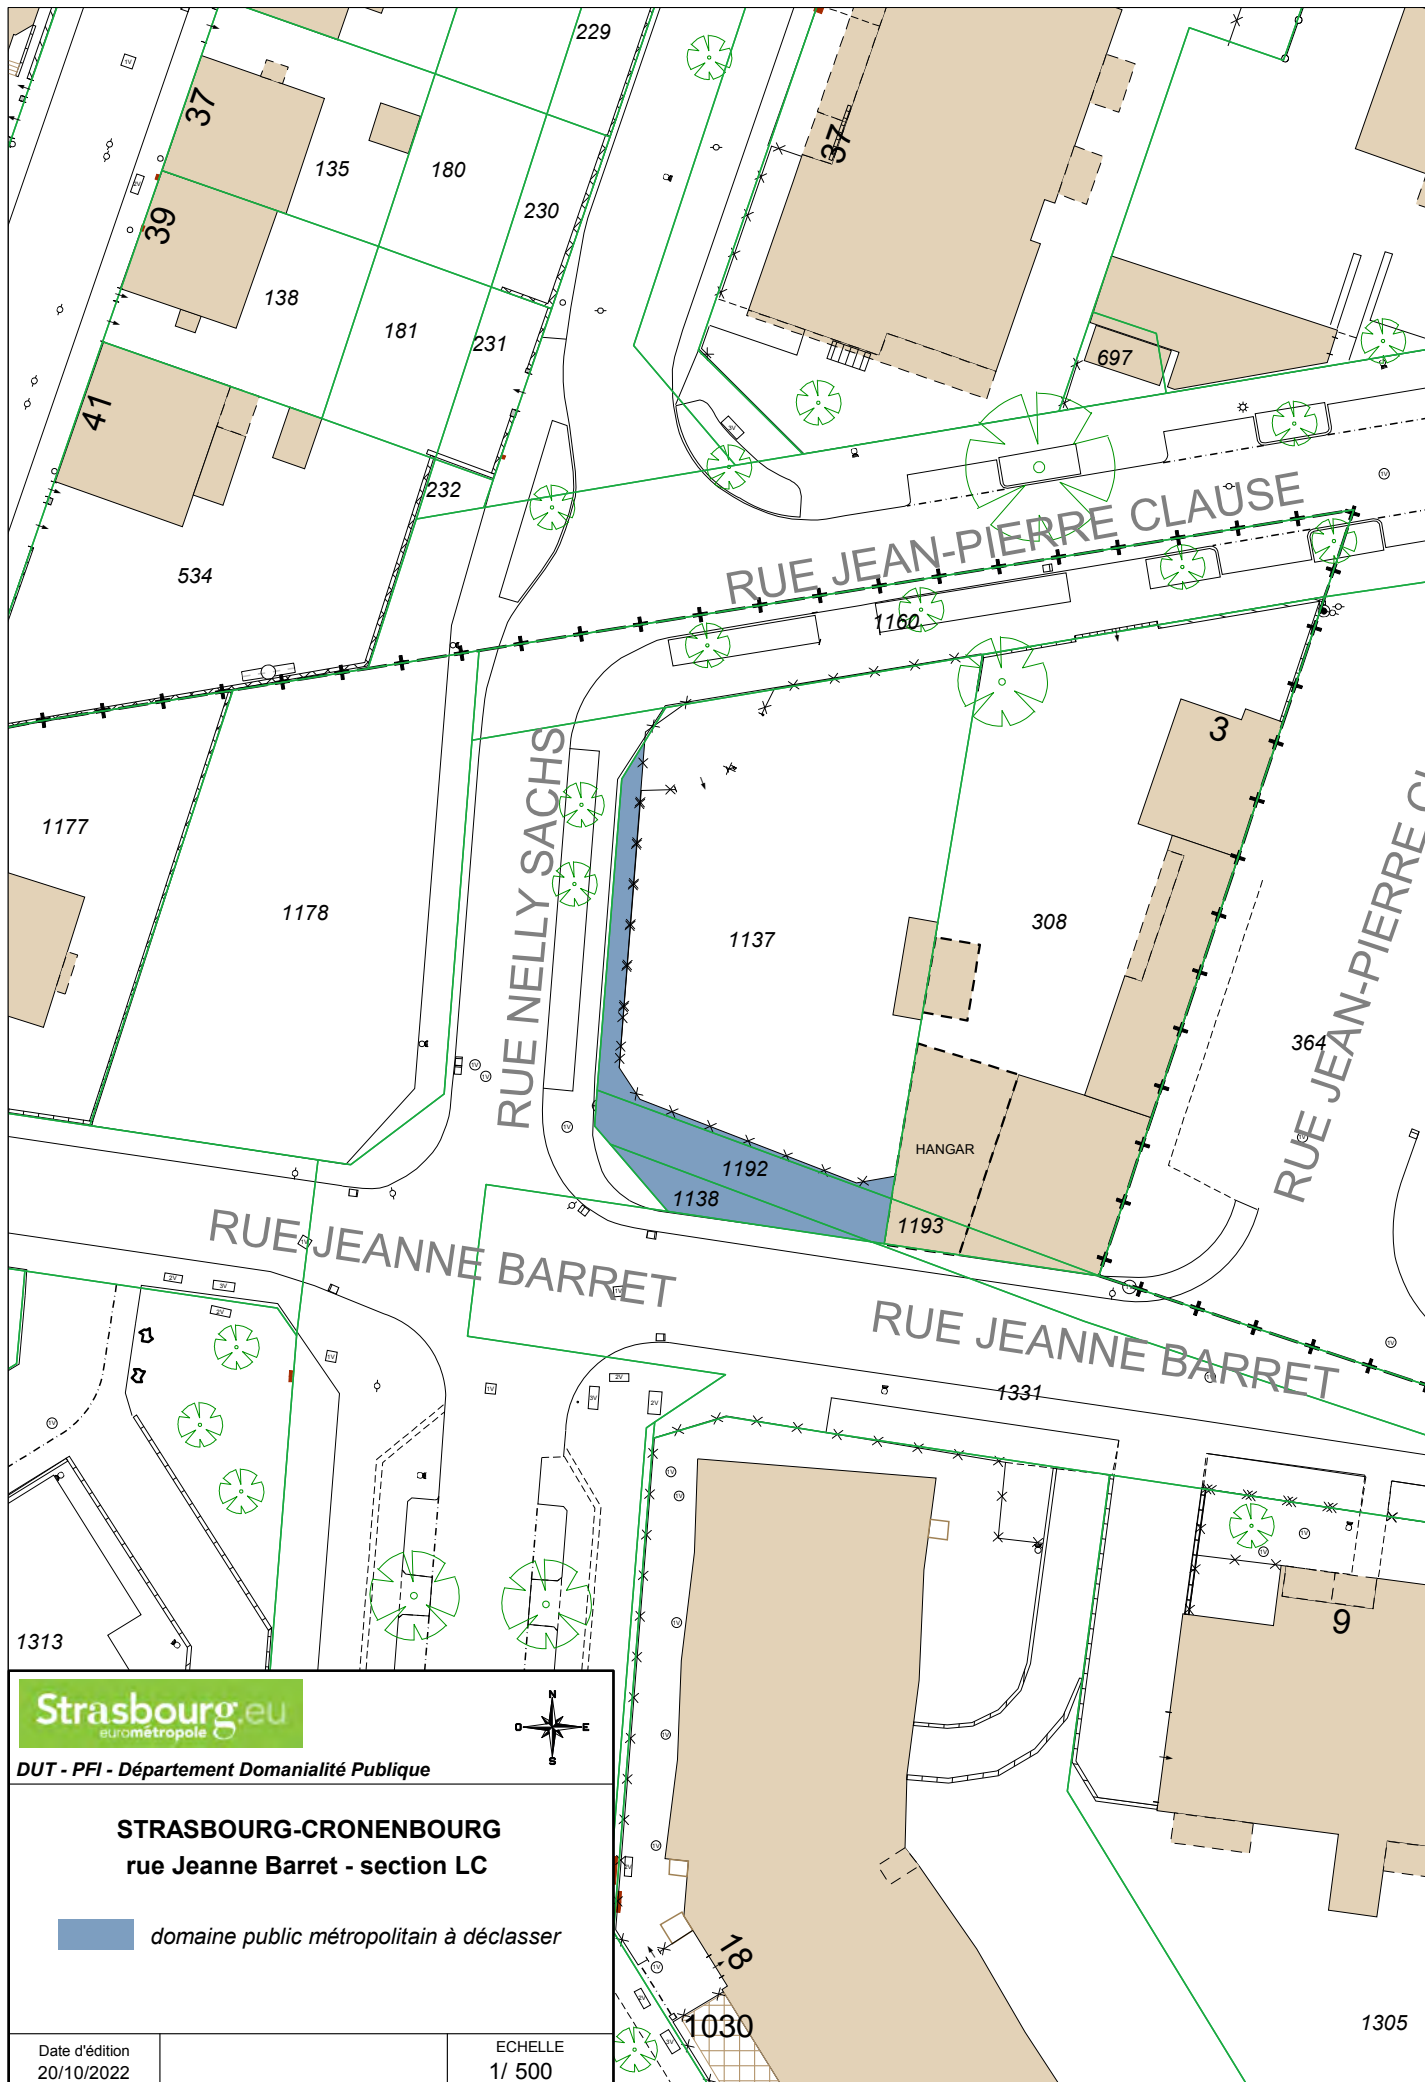 229
37
135
180
37
39
230
138
181
231
697
41
232
RUE JEAN-PIERRE CLAUSE
534
1160
3
RUE NELLY SACHS
1177
1178
1137
308
364
RUE JEAN-PIERRE CL
HANGAR
1192
1138
1193
RUE JEANNE BARRET
RUE JEANNE BARRET
1331
1313
9
18
1030
1305
Strasbourg.eu
eurométropole
N
O E
S
DUT - PFI - Département Domanialité Publique
STRASBOURG-CRONENBOURG
rue Jeanne Barret - section LC
domaine public métropolitain à déclasser
Date d'édition
20/10/2022
ECHELLE
1/ 500